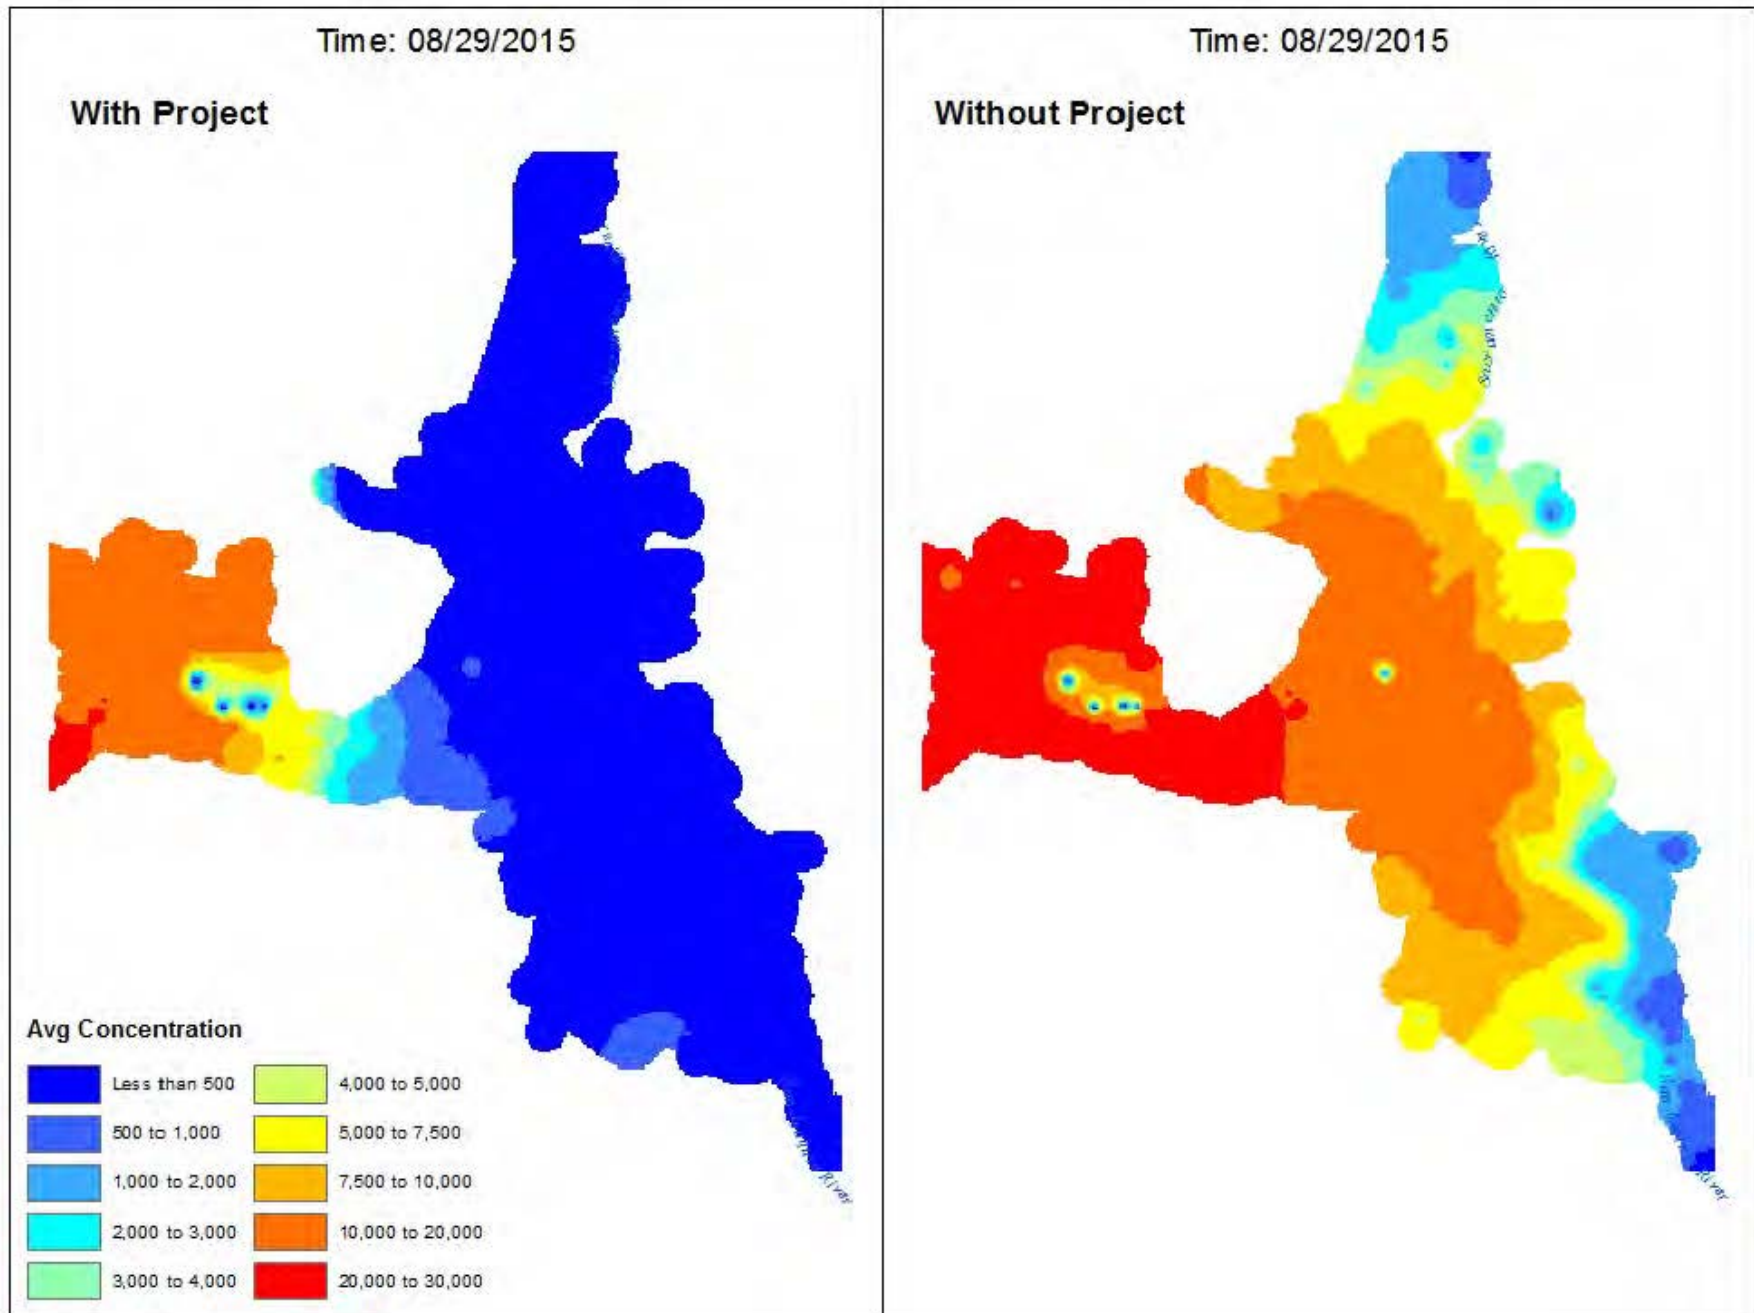 Time: 08/29/2015
With Project
Time: 08/29/2015
Without Project
Avg Concentration
Less than 500
500 to 1,000
1,000 to 2,000
2,000 to 3,000
3,000 to 4,000
4,000 to 5,000
5,000 to 7,500
7,500 to 10,000
10,000 to 20,000
20,000 to 30,000
River
River